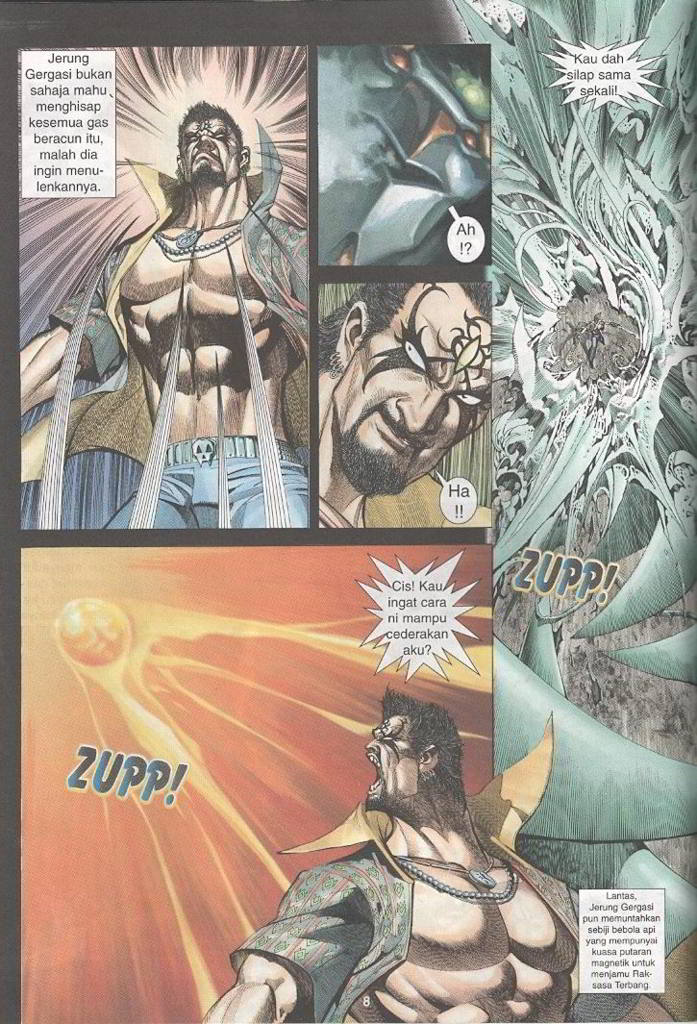 Jerung
Gergasi bukan
sahaja mahu
menghisap
kesemua gas
beracun itu,
malah dia
ingin menu-
lenkannya.
Ah
!?
Ha
!!
Kau dah
silap sama
sekali!
ZUPP!
Cis! Kau
ingat cara
ni mampu
cederakan
aku?
ZUPP!
Lantas,
Jerung Gergasi
pun memuntahkan
sebiji bebola api
yang mempunyai
kuasa putaran
magnetik untuk
menjamu Rak-
sasa Terbang.
8